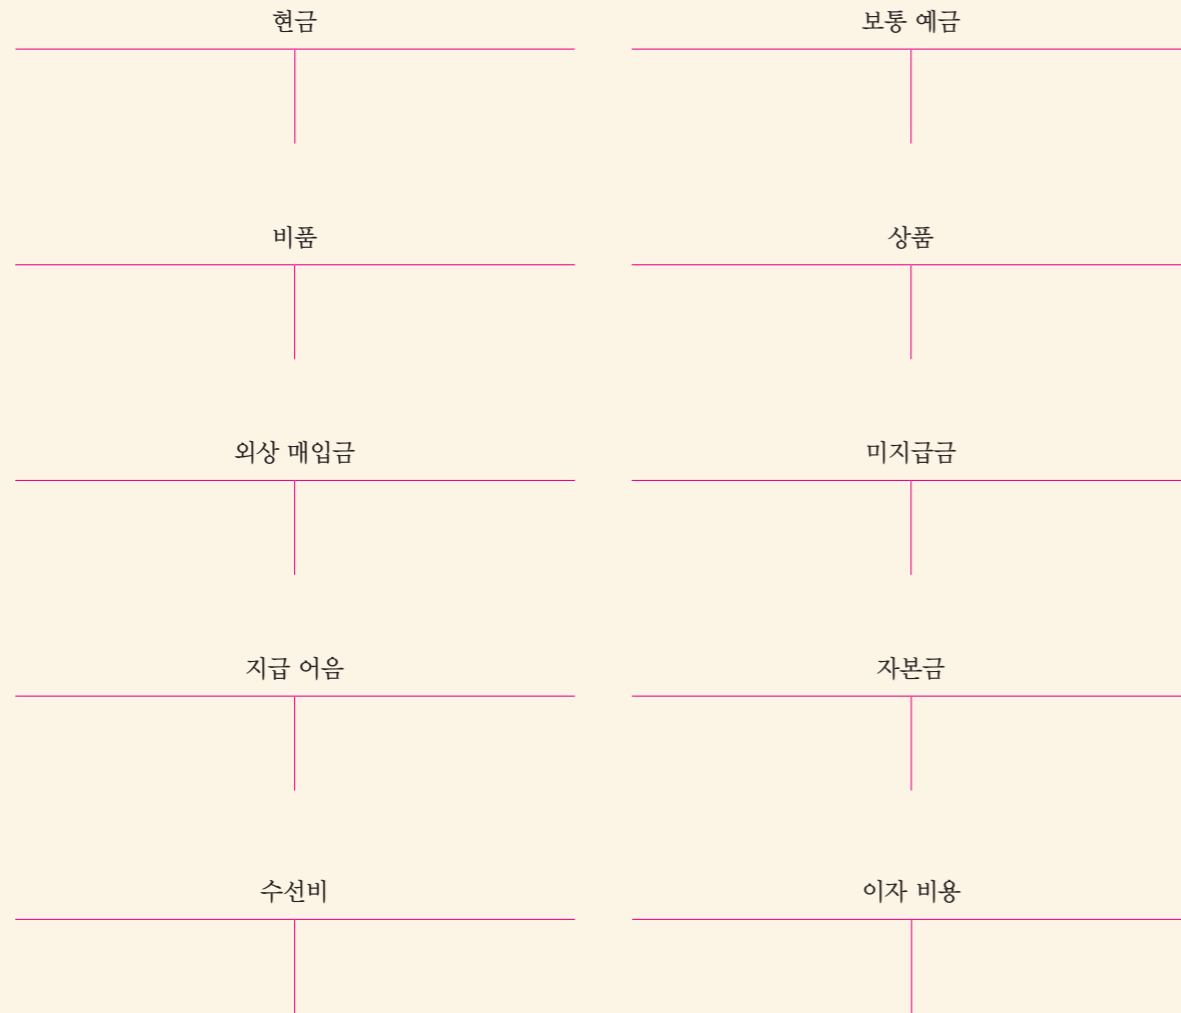 현금
보통 예금
비품
상품
외상 매입금
미지급금
지급 어음
자본금
수선비
이자 비용